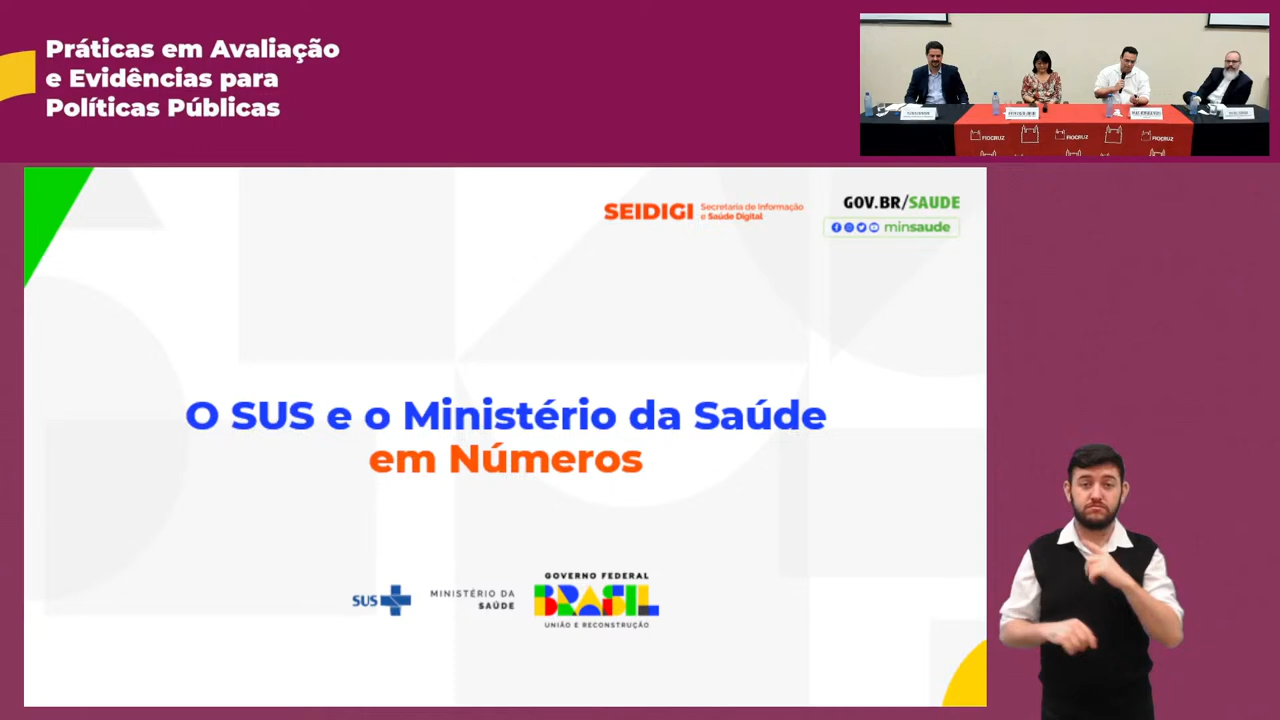 Práticas em Avaliação
e Evidências para
Políticas Públicas
FIOCRUZ
FIOCRUZ
FIOCRUZ
SEIDIGI
Secretaria de Informação
e Saúde Digital
GOV.BR/SAUDE
minsaude
O SUS e o Ministério da Saúde
em Números
SUS
MINISTÉRIO DA
SAÚDE
GOVERNO FEDERAL
BRASIL
UNIÃO E RECONSTRUÇÃO